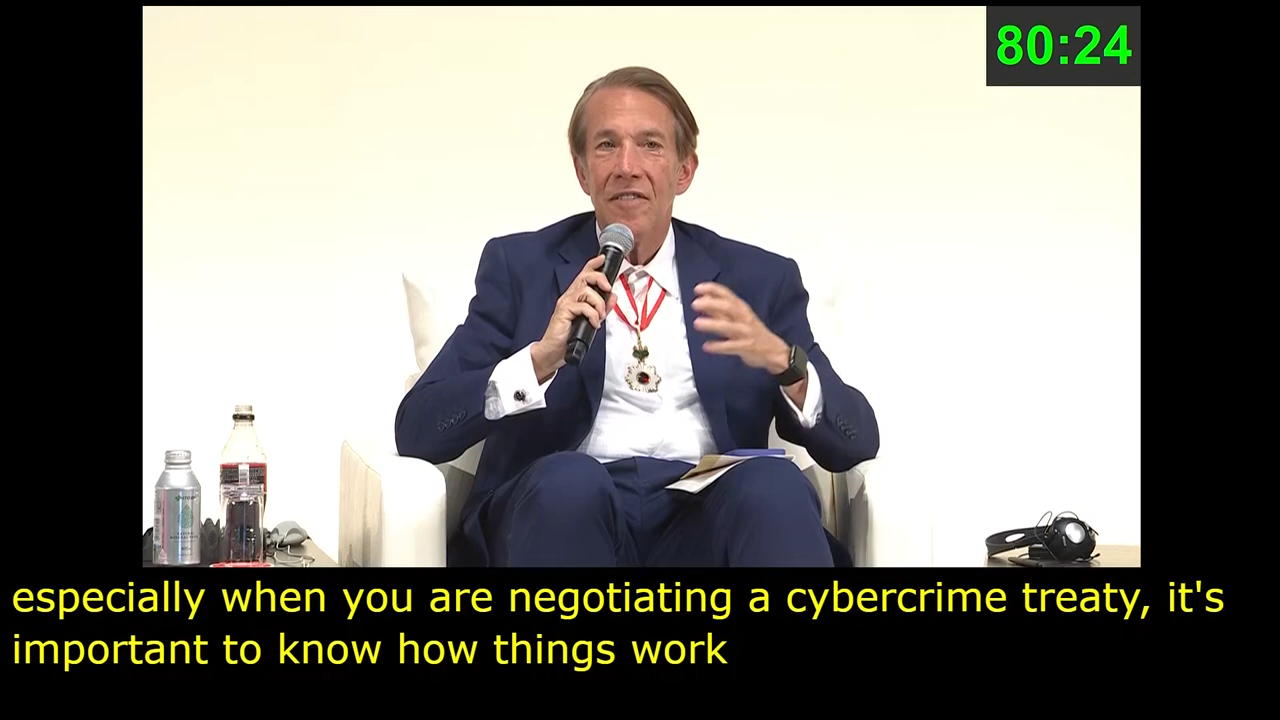 80:24
especially when you are negotiating a cybercrime treaty, it's
important to know how things work